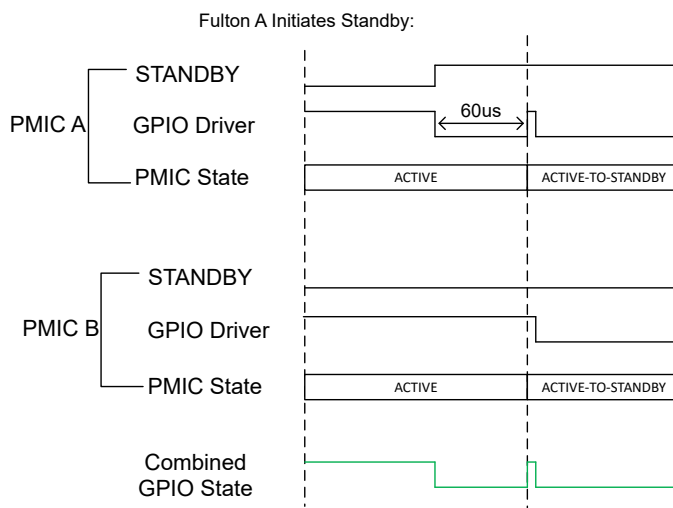 Fulton A Initiates Standby:
STANDBY
PMIC A
GPIO Driver
60us
PMIC State
ACTIVE
ACTIVE-TO-STANDBY
STANDBY
PMIC B
GPIO Driver
PMIC State
ACTIVE
ACTIVE-TO-STANDBY
Combined
GPIO State